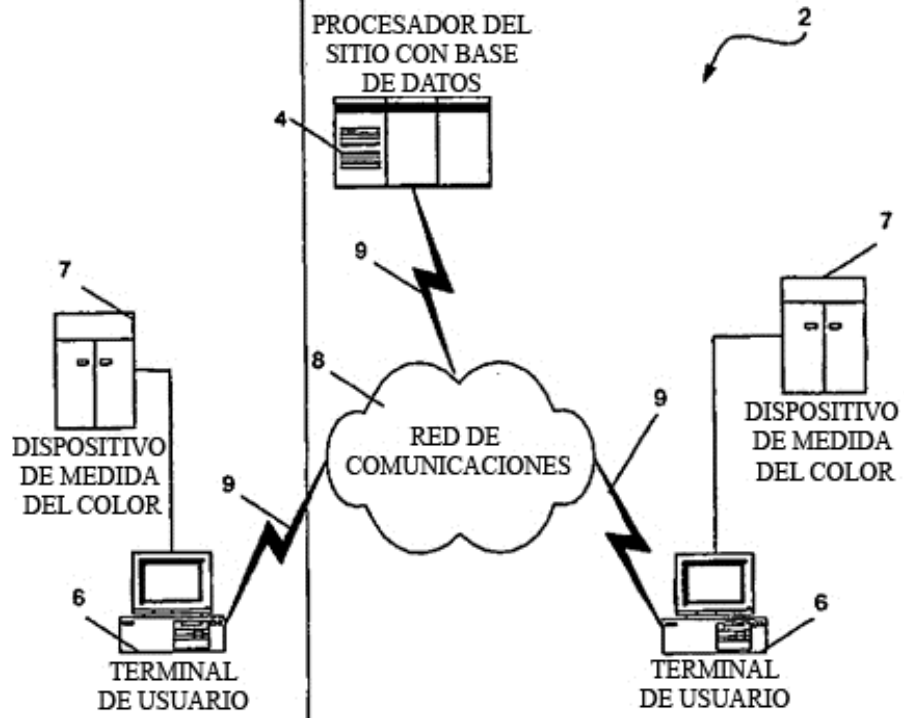 2
PROCESADOR DEL
SITIO CON BASE
DE DATOS
4
9
7
DISPOSITIVO
DE MEDIDA
DEL COLOR
7
DISPOSITIVO
DE MEDIDA
DEL COLOR
8
RED DE
COMUNICACIONES
9
9
6
TERMINAL
DE USUARIO
6
TERMINAL
DE USUARIO